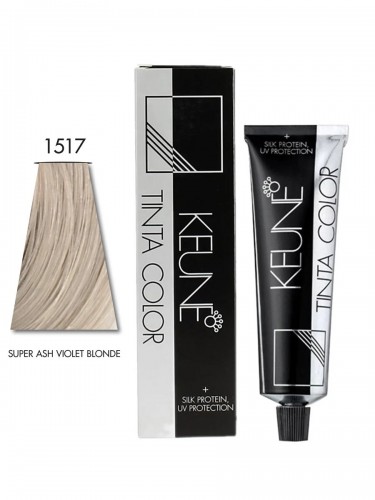 1517
SUPER ASH VIOLET BLONDE
KEUNE
TINTA COLOR
+
SILK PROTEIN,
UV PROTECTION
+
SILK PROTEIN,
UV PROTECTION
KEUNE
TINTA COLOR